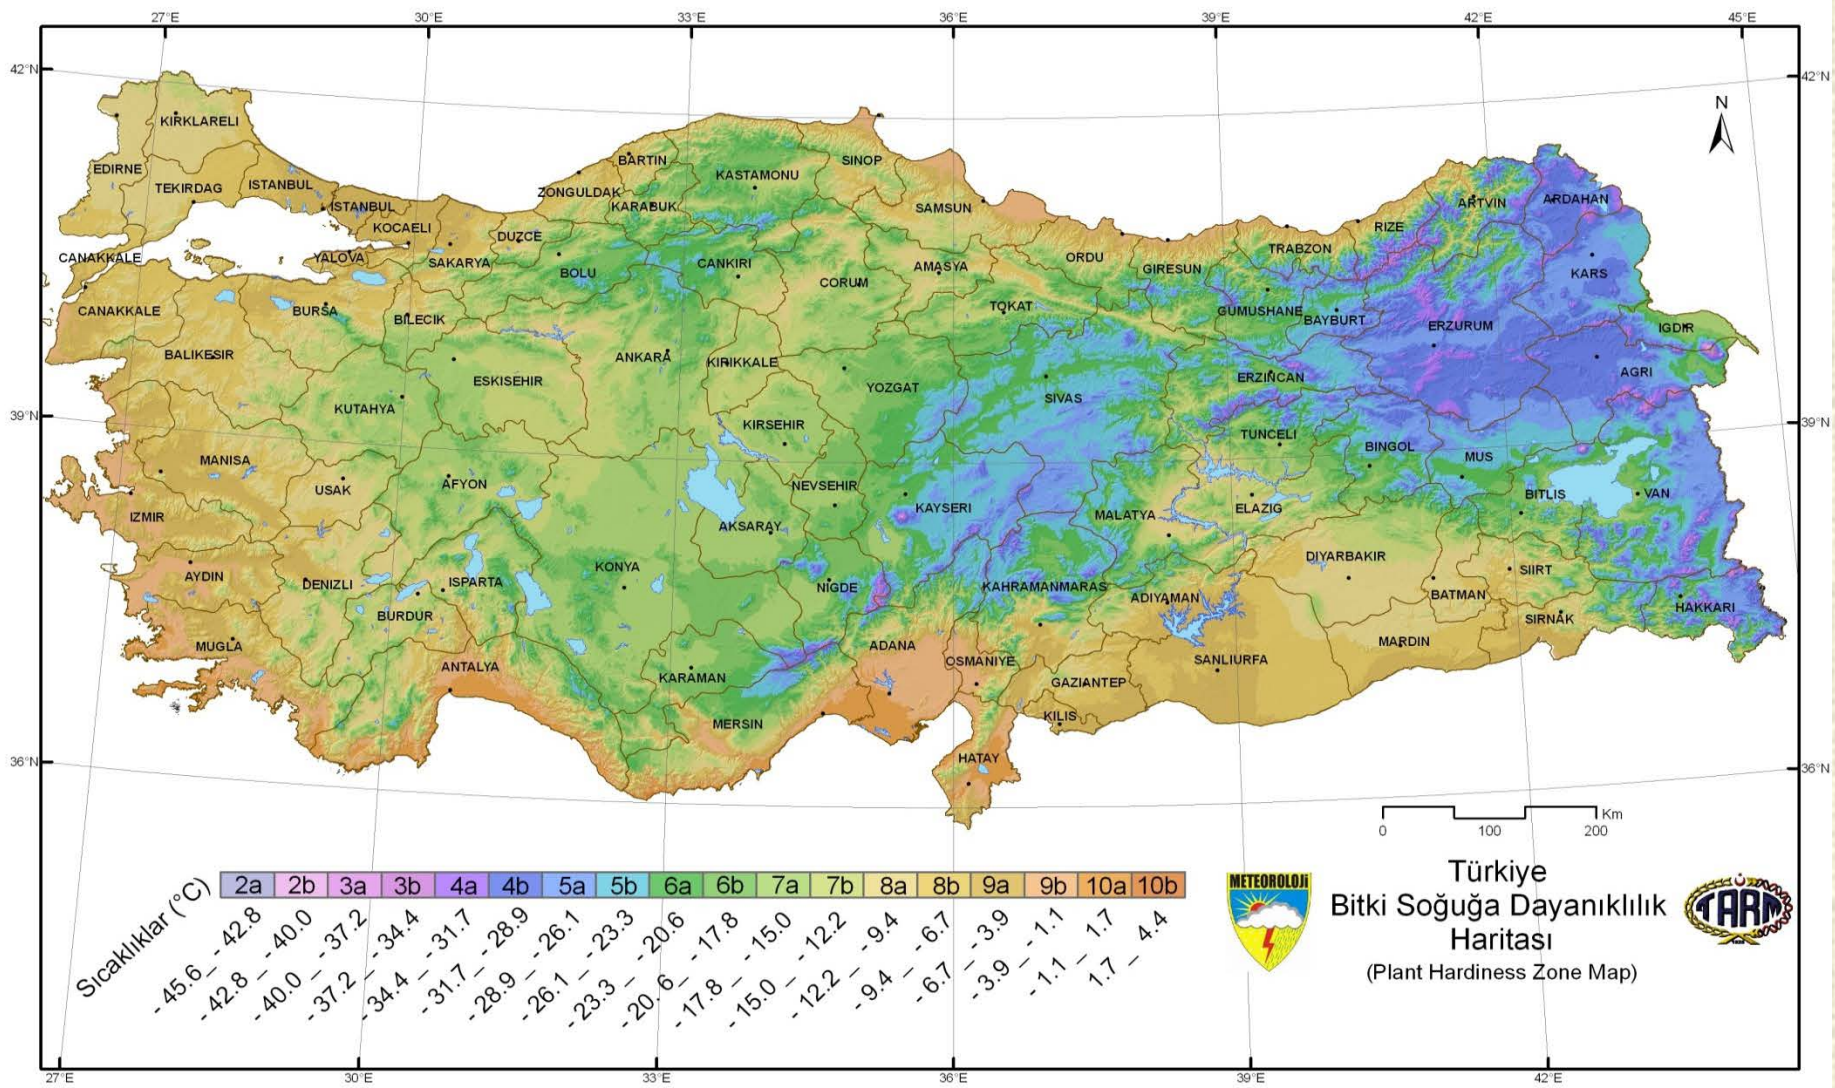 27°E 30°E 33°E 36°E 39°E 42°E 45°E
42°N 42°N
N
KIRKLARELI
EDIRNE
TEKIRDAG
ISTANBUL
ISTANBUL
KOCAELI
YALOVA
SAKARYA
DUZCE
ZONGULDAK
BARTIN
KARABUK
KASTAMONU
SINOP
SAMSUN
BOLU
CANKIRI
CORUM
AMASYA
ORDU
GIRESUN
TRABZON
RIZE
ARTVIN
ARDAHAN
KARS
CANAKKALE
CANAKKALE
BURSA
BILECIK
BALIKESIR
ESKISEHIR
ANKARA
KIRIKKALE
YOZGAT
TOKAT
SIVAS
GUMUSHANE
BAYBURT
ERZINCAN
ERZURUM
IGDIR
AGRI
39°N 39°N
KUTAHYA
KIRSEHIR
TUNCELI
BINGOL
MUS
MANISA
USAK
AFYON
NEVSEHIR
AKSARAY
KAYSERI
MALATYA
ELAZIG
BITLIS
VAN
IZMIR
AYDIN
DENIZLI
ISPARTA
BURDUR
KONYA
NIGDE
KAHRAMANMARAS
ADIYAMAN
DIYARBAKIR
BATMAN
SIIRT
SIRNAK
HAKKARI
MUGLA
ANTALYA
KARAMAN
MERSIN
ADANA
OSMANIYE
GAZIANTEP
KILIS
SANLIURFA
MARDIN
HATAY
36°N 36°N
Km
0 100 200
Sıcaklıklar (°C)
2a 2b 3a 3b 4a 4b 5a 5b 6a 6b 7a 7b 8a 8b 9a 9b 10a 10b
- 45.6 – - 42.8
- 42.8 – - 40.0
- 40.0 – - 37.2
- 37.2 – - 34.4
- 34.4 – - 31.7
- 31.7 – - 28.9
- 28.9 – - 26.1
- 26.1 – - 23.3
- 23.3 – - 20.6
- 20. 6 – - 17.8
- 17.8 – - 15.0
- 15.0 – - 12.2
- 12.2 – - 9.4
- 9.4 – - 6.7
- 6.7 – - 3.9
- 3.9 – - 1.1
- 1.1 – 1.7
1.7 – 4.4
METEOROLOJi
Türkiye
Bitki Soğuğa Dayanıklılık
Haritası
(Plant Hardiness Zone Map)
TARM
27°E 30°E 33°E 36°E 39°E 42°E